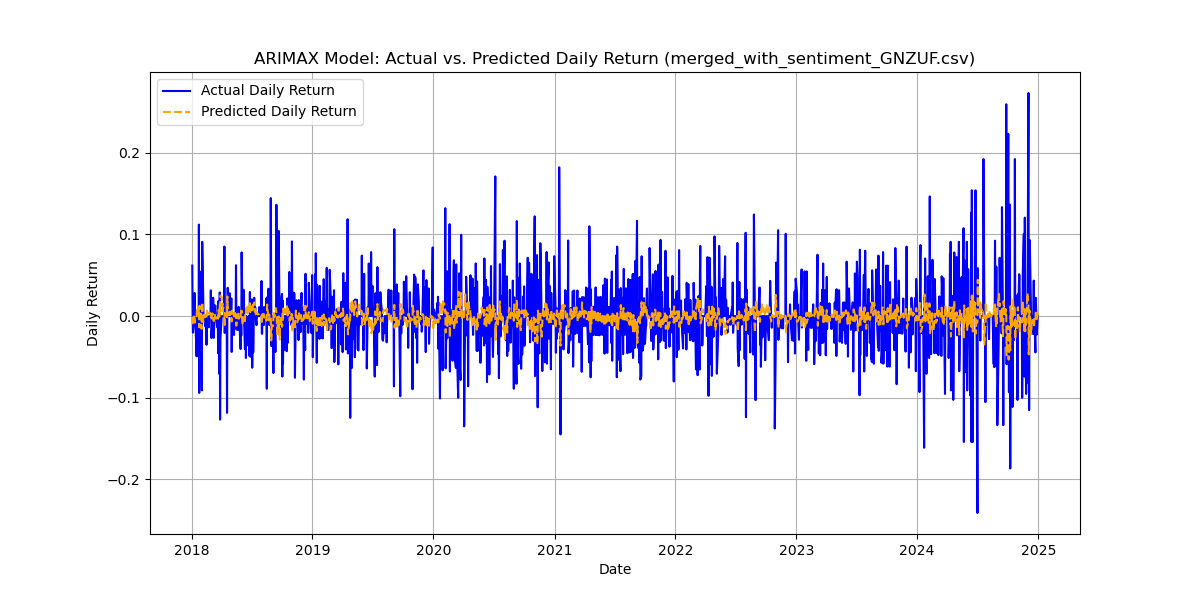 ARIMAX Model: Actual vs. Predicted Daily Return (merged_with_sentiment_GNZUF.csv)
Actual Daily Return
Predicted Daily Return
Daily Return
0.2
0.1
0.0
−0.1
−0.2
2018 2019 2020 2021 2022 2023 2024 2025
Date